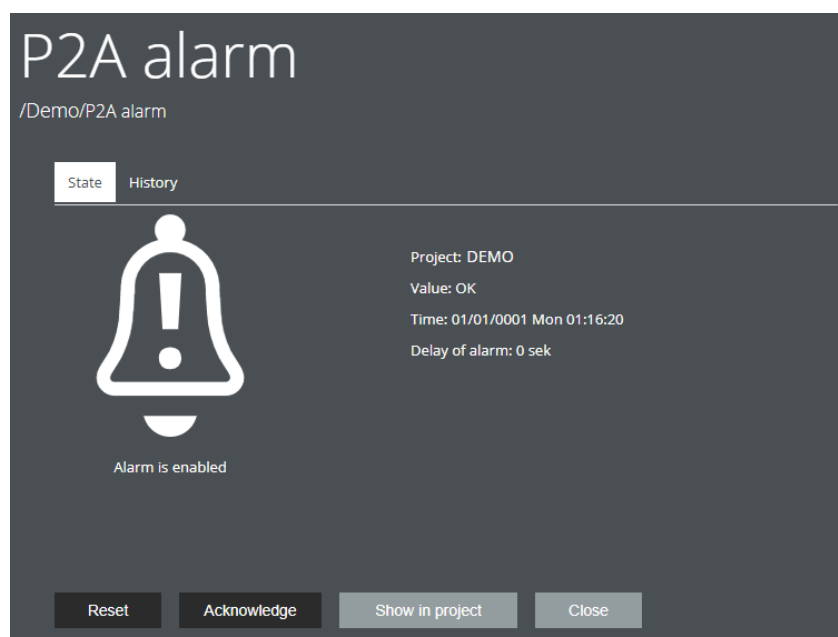 P2A alarm
/Demo/P2A alarm
State History
Project: DEMO
Value: OK
Time: 01/01/0001 Mon 01:16:20
Delay of alarm: 0 sek
Alarm is enabled
Reset Acknowledge Show in project Close